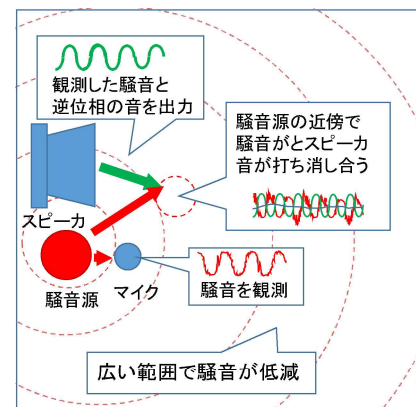 観測した騒音と
逆位相の音を出力
騒音源の近傍で
騒音がとスピーカ
音が打ち消し合う
スピーカ
騒音源
マイク
騒音を観測
広い範囲で騒音が低減